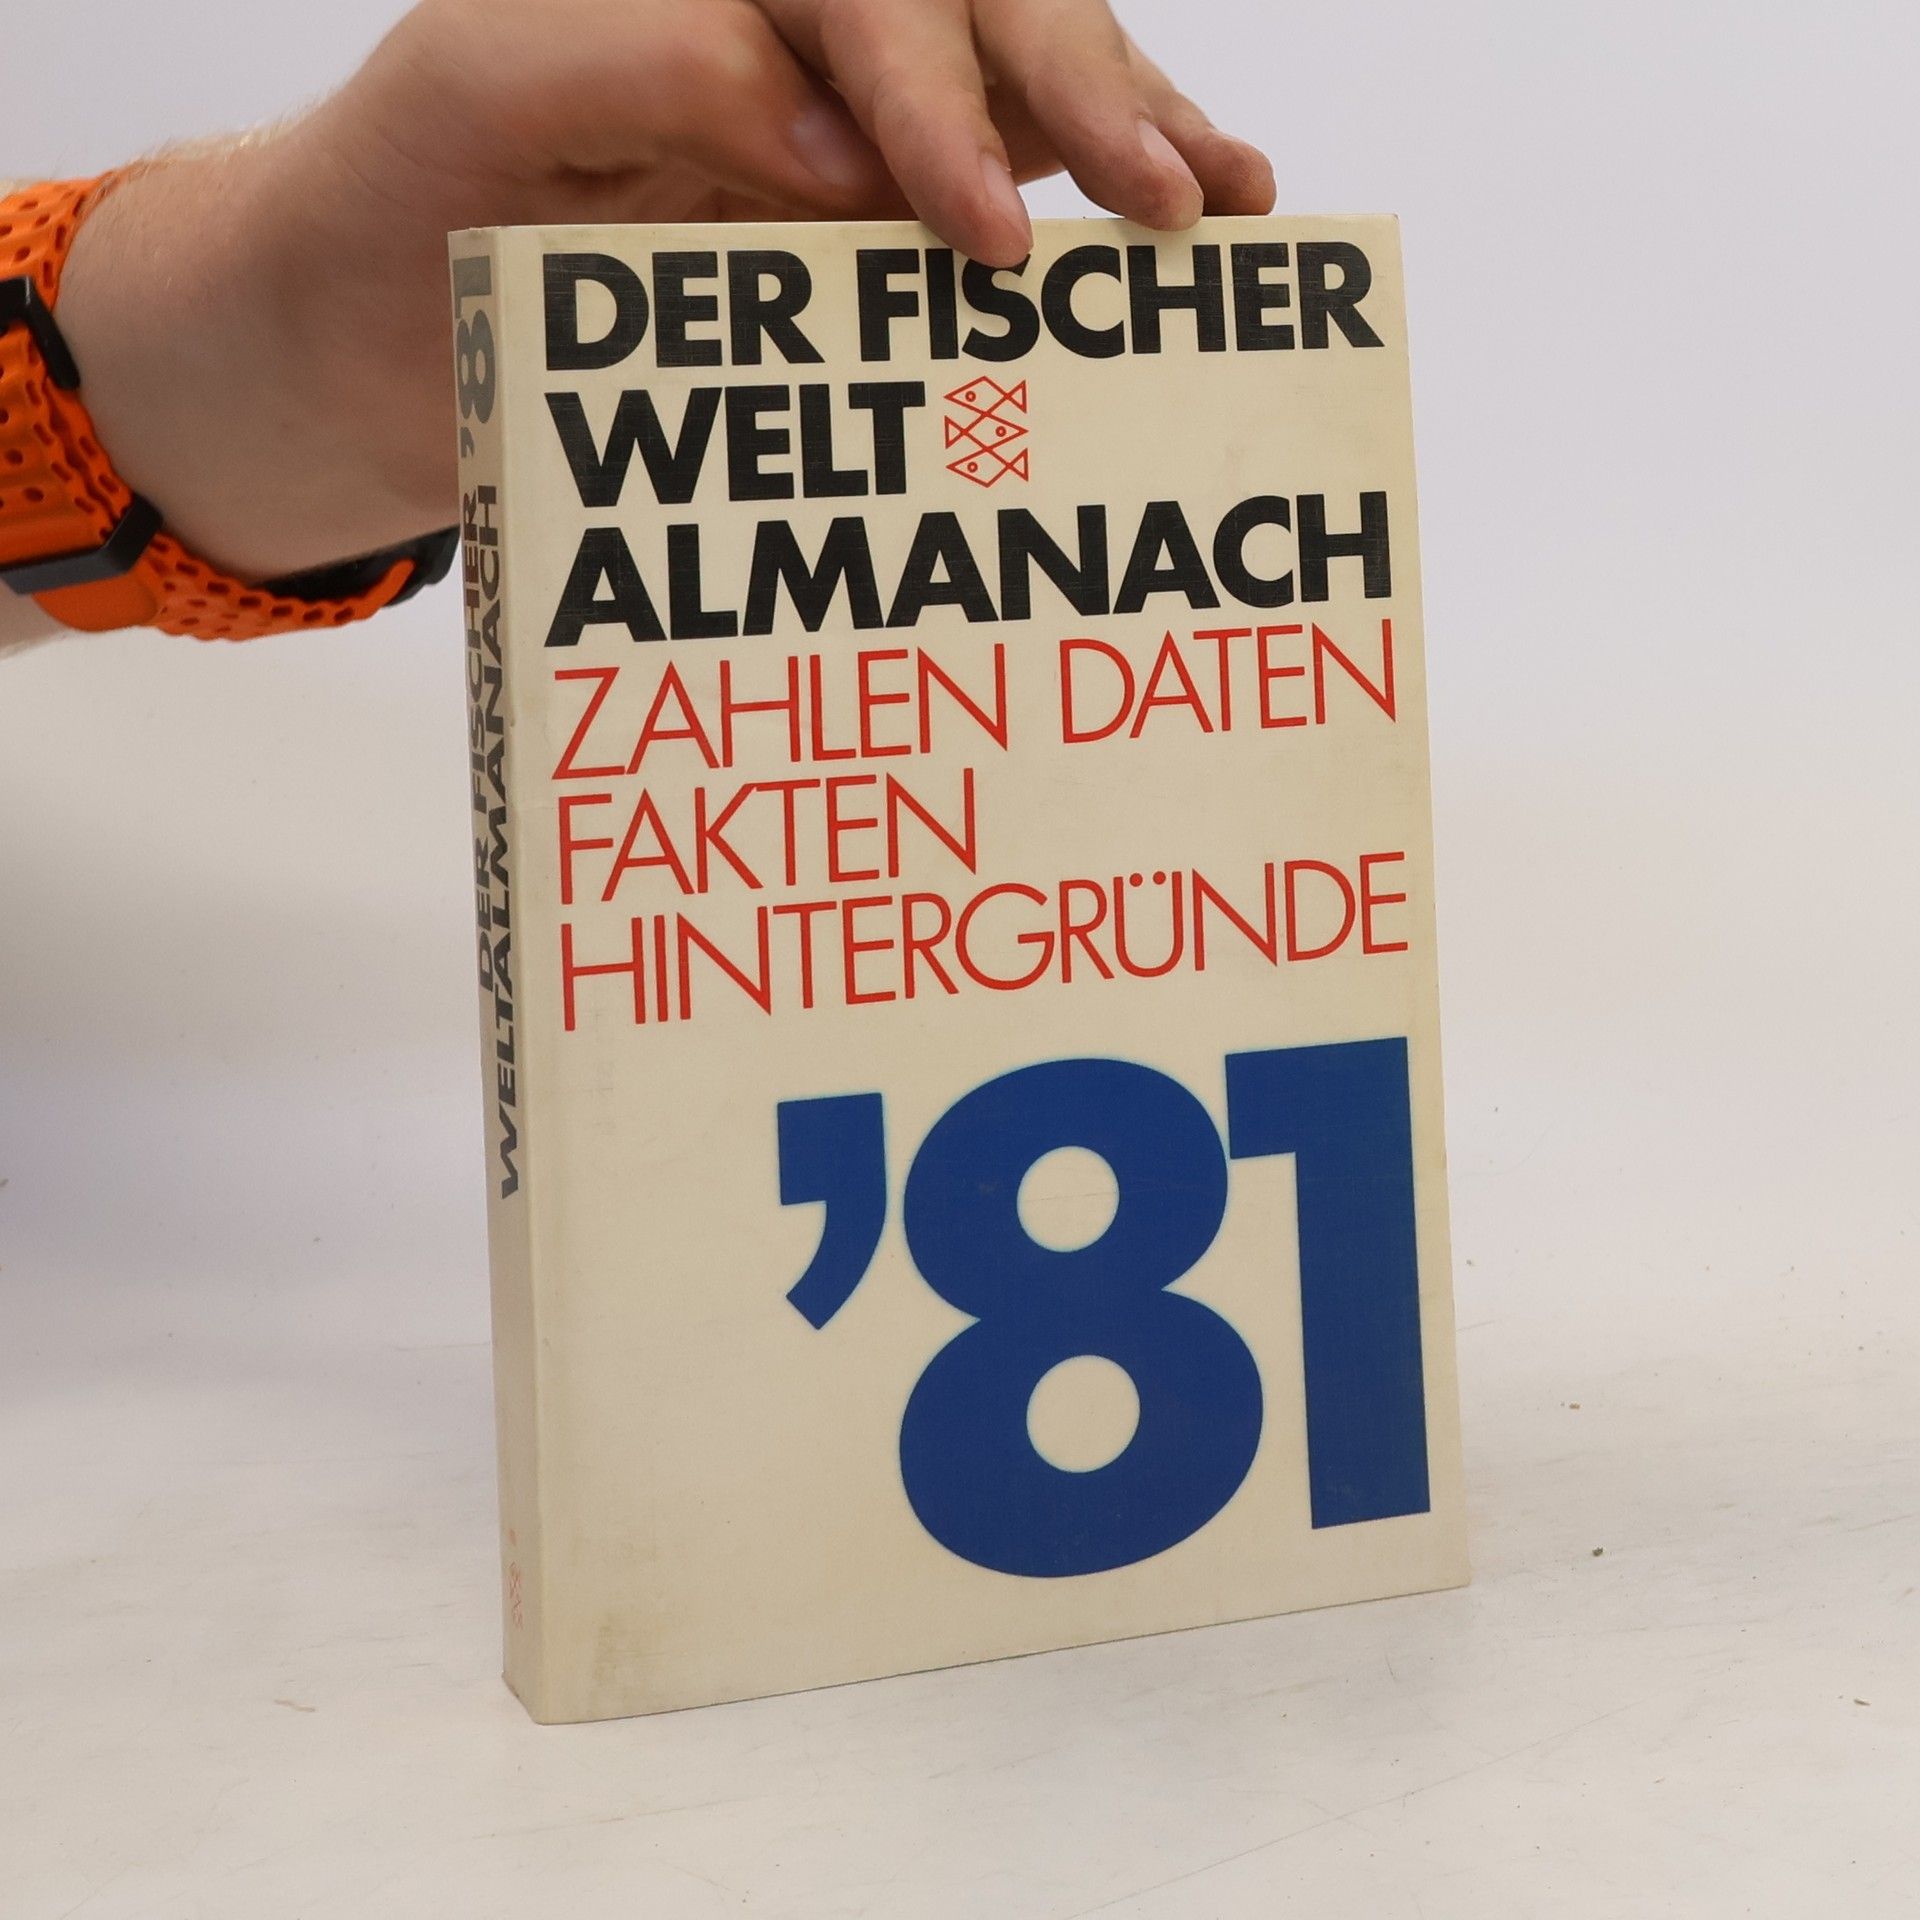 DER FISCHER
WELT
ALMANACH
ZAHLEN DATEN
FAKTEN
HINTERGRÜNDE
’81
DER FISCHER
WELTALMANACH ’81